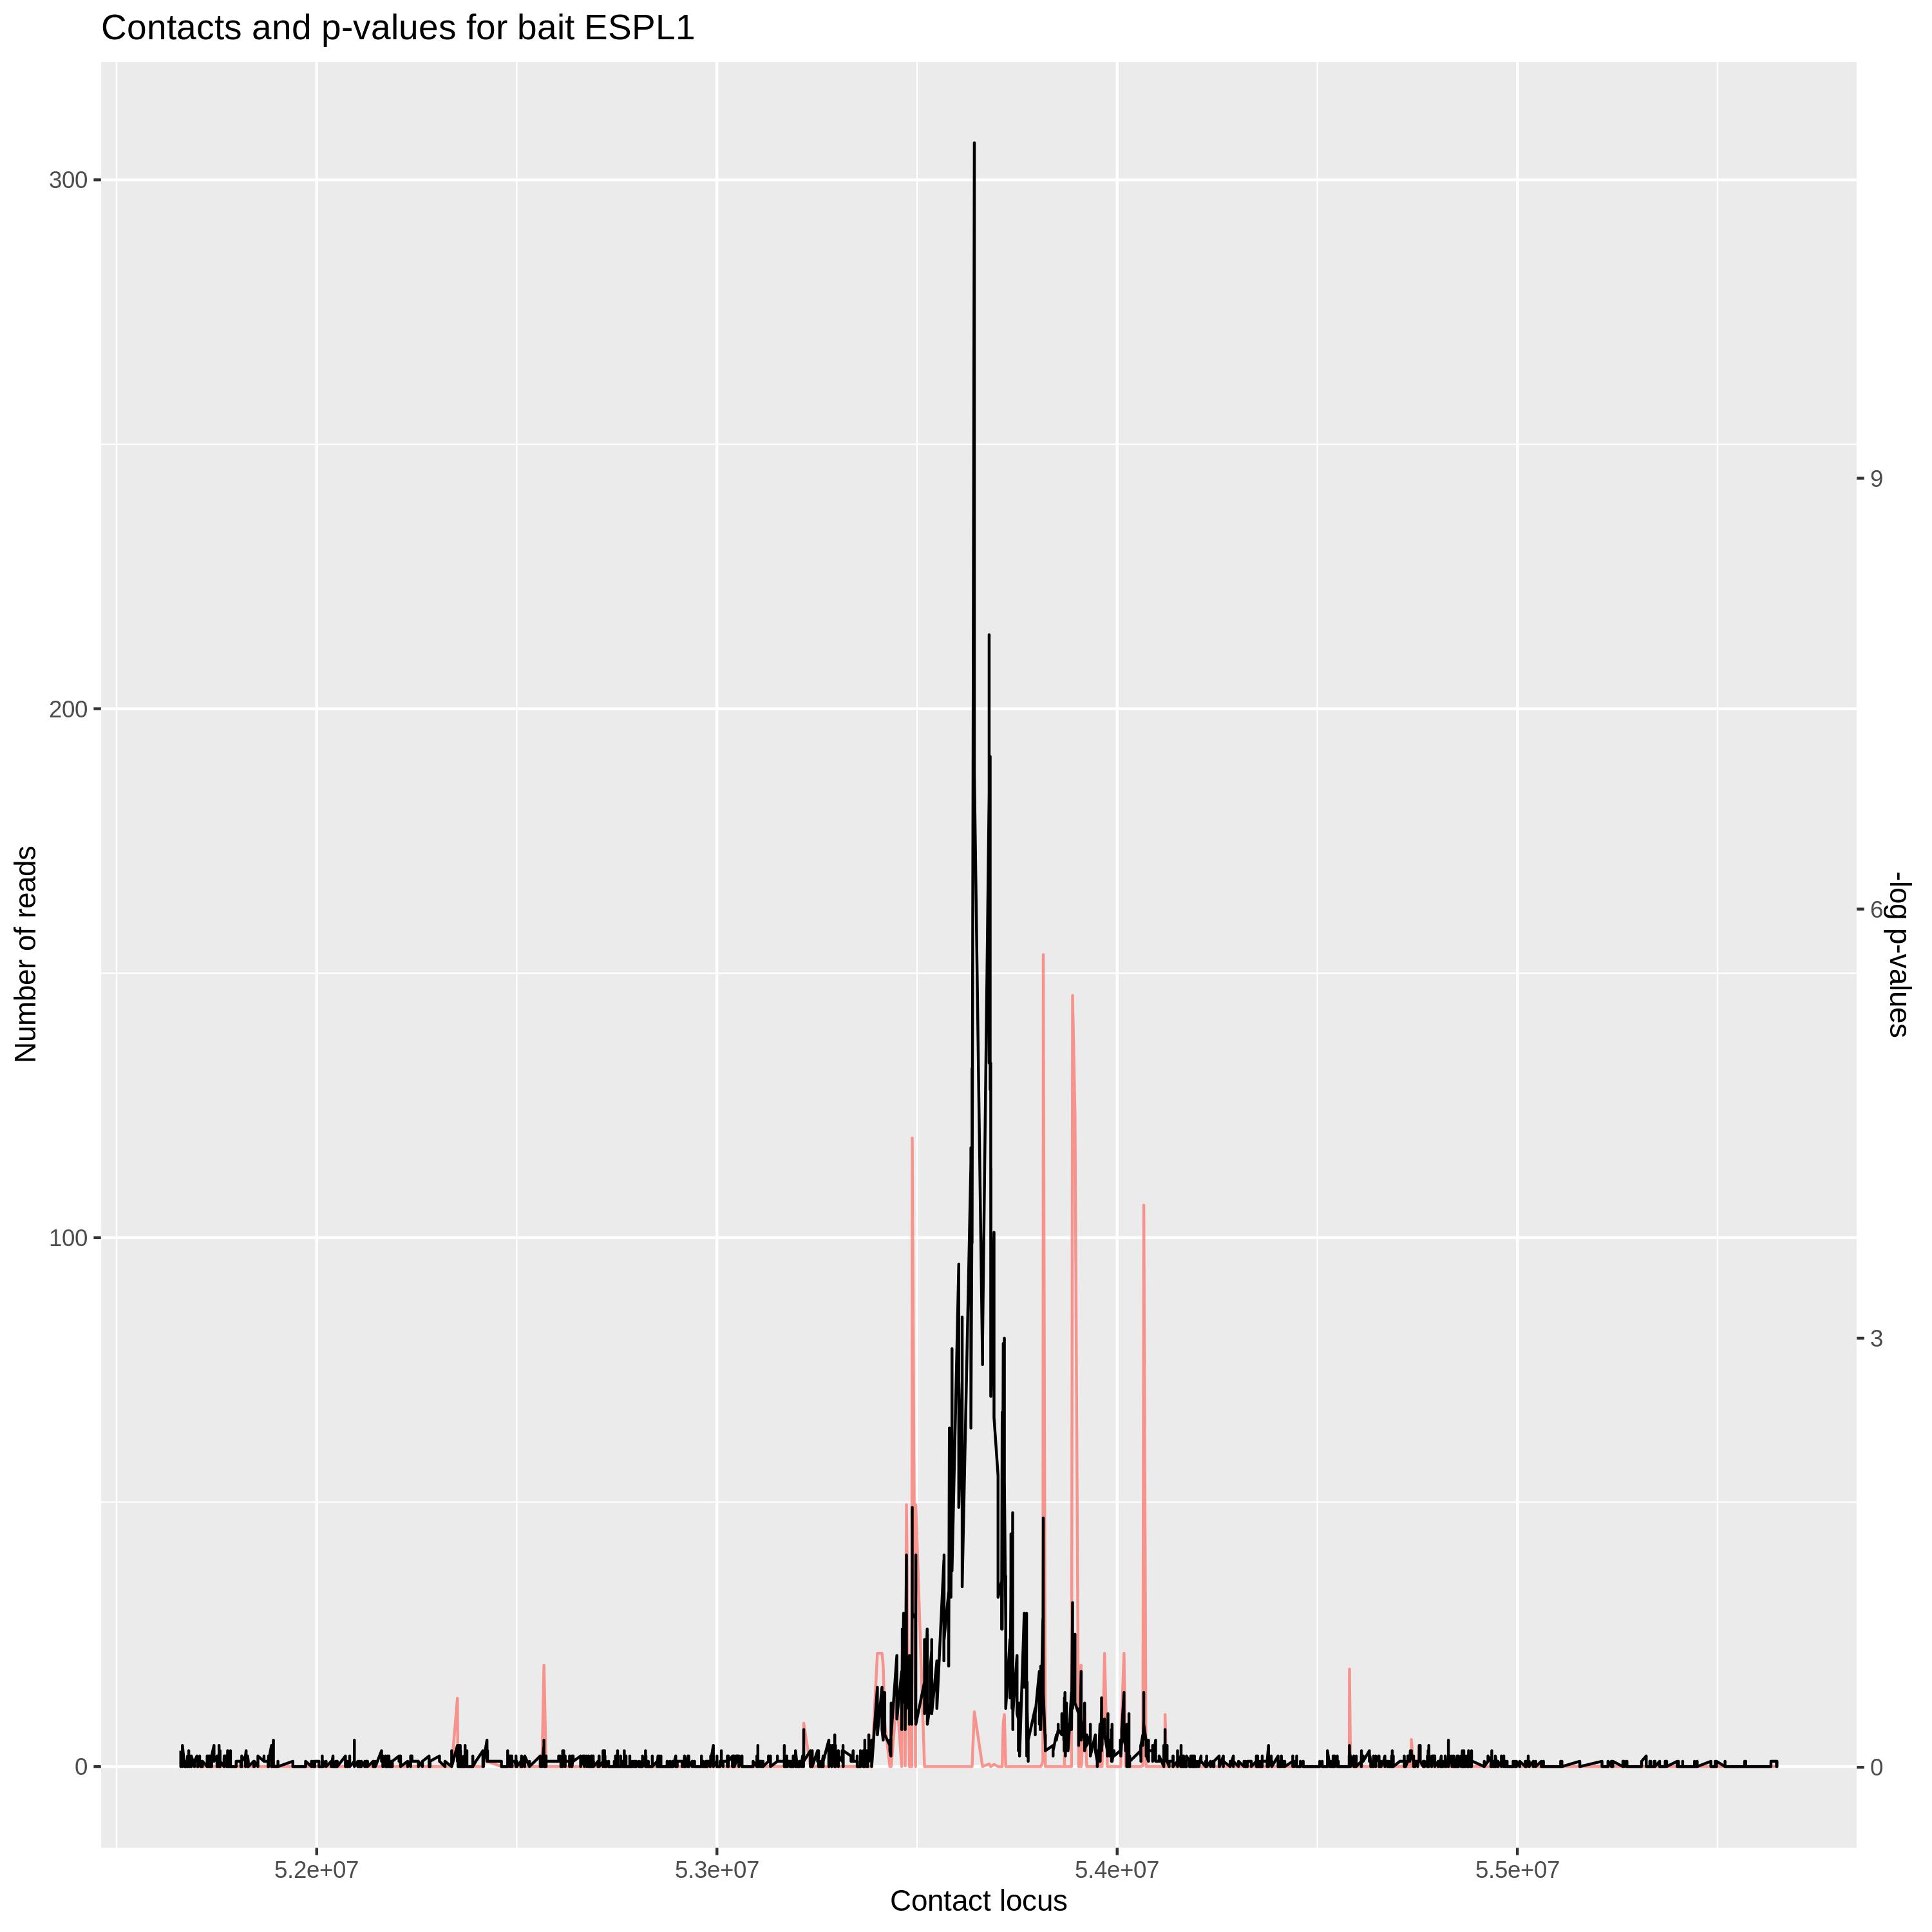 Contacts and p-values for bait ESPL1
300
200
100
0
Number of reads
9
6
3
0
-log p-values
5.2e+07
5.3e+07
5.4e+07
5.5e+07
Contact locus